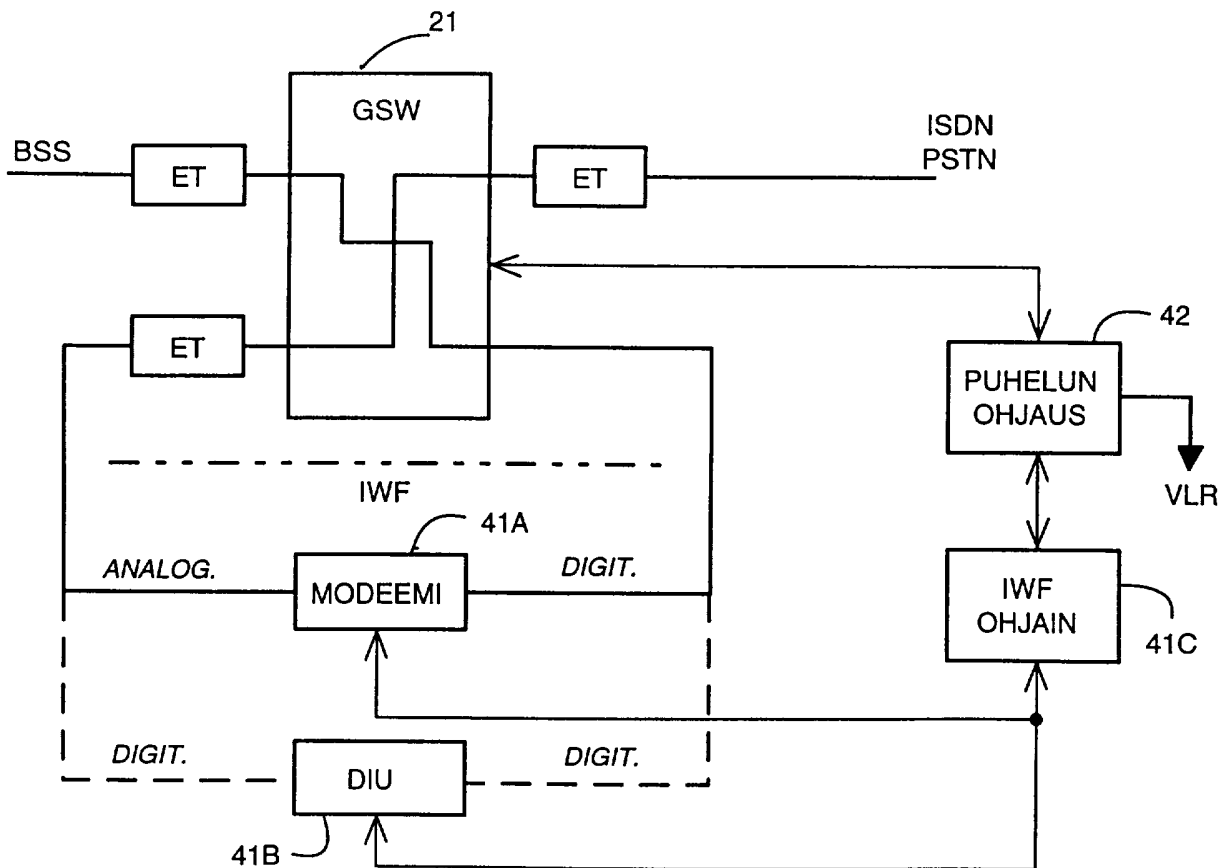 21
GSW
ISDN
PSTN
BSS
ET
ET
ET
42
PUHELUN
OHJAUS
VLR
IWF
41A
ANALOG.
MODEEMI
DIGIT.
IWF
OHJAIN
41C
DIGIT.
DIU
DIGIT.
41B